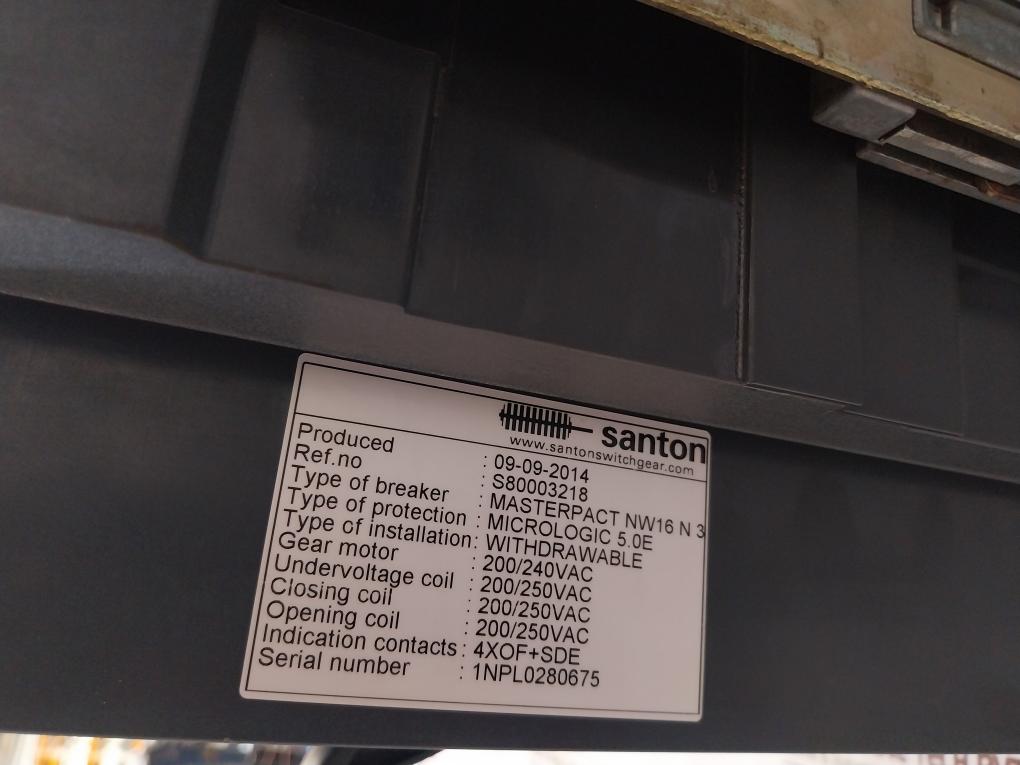 santon
www.santonswitchgear.com
Produced : 09-09-2014
Ref.no : S80003218
Type of breaker : MASTERPACT NW16 N 3
Type of protection : MICROLOGIC 5.0E
Type of installation : WITHDRAWABLE
Gear motor : 200/240VAC
Undervoltage coil : 200/250VAC
Closing coil : 200/250VAC
Opening coil : 200/250VAC
Indication contacts : 4XOF+SDE
Serial number : 1NPL0280675